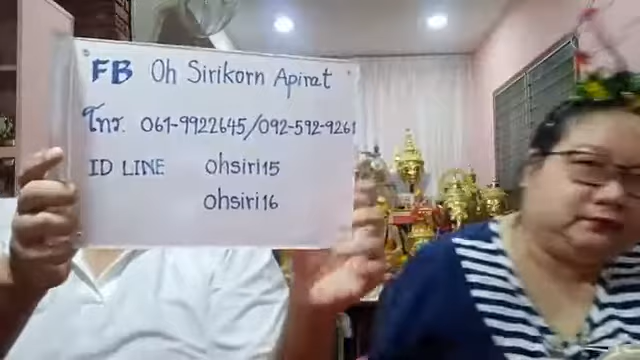 FB Oh Sirikorn Apirat
โทร. 061-9922645/092-592-9261
ID LINE ohsiri15
ohsiri16